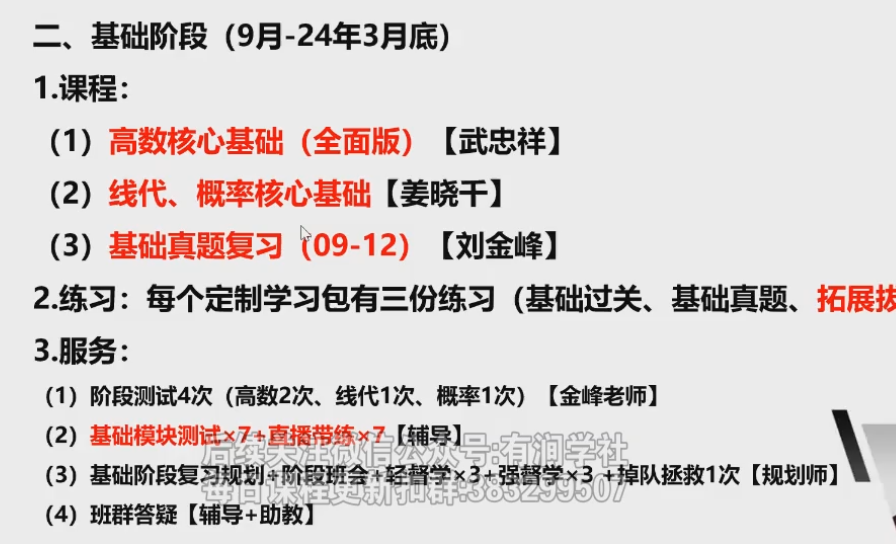 二、基础阶段（9月-24年3月底）
1.课程：
（1）高数核心基础（全面版）【武忠祥】
（2）线代、概率核心基础【姜晓千】
（3）基础真题复习（09-12）【刘金峰】
2.练习：每个定制学习包有三份练习（基础过关、基础真题、拓展拔
3.服务：
（1）阶段测试4次（高数2次、线代1次、概率1次）【金峰老师】
（2）基础模块测试×7+直播带练×7【辅导】
后续关注微信公众号:有润学社
（3）基础阶段复习规划+阶段班会+轻督学×3+强督学×3 +掉队拯救1次【规划师】
每日课程更新扣群:383299507
（4）班群答疑【辅导+助教】